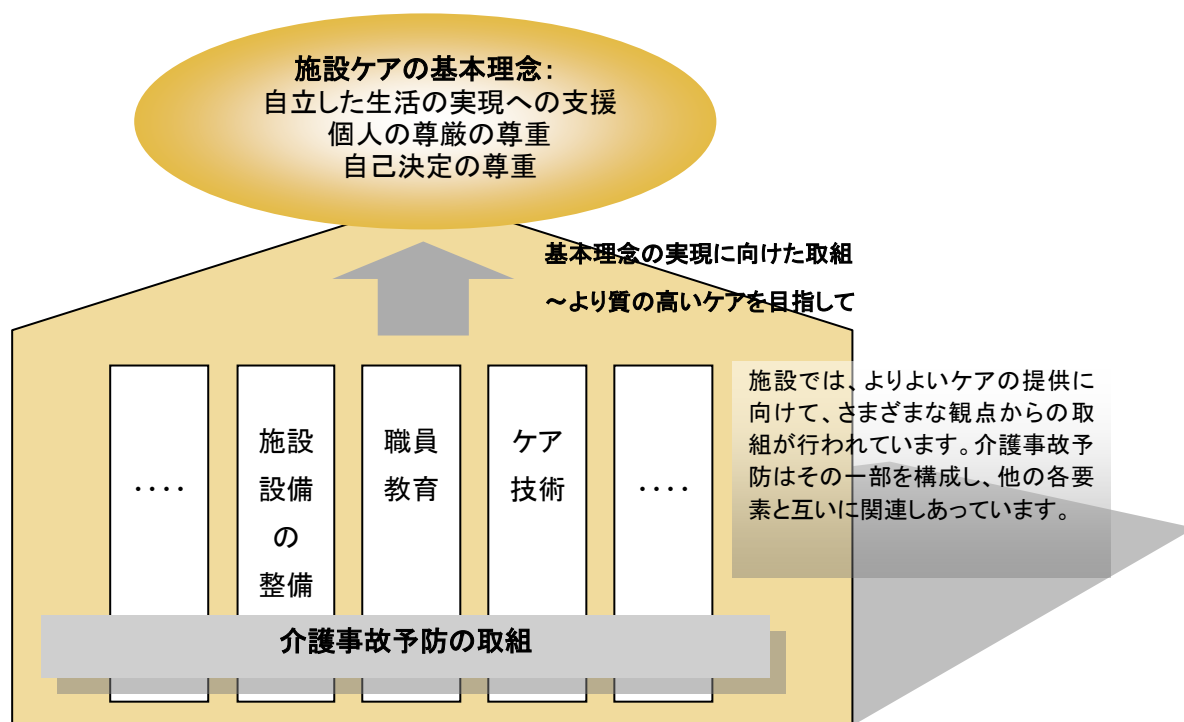 施設ケアの基本理念：
自立した生活の実現への支援
個人の尊厳の尊重
自己決定の尊重
基本理念の実現に向けた取組
～より質の高いケアを目指して
‥‥
施設
設備
の
整備
職員
教育
ケア
技術
‥‥
施設では、よりよいケアの提供に
向けて、さまざまな観点からの取
組が行われています。介護事故予
防はその一部を構成し、他の各要
素と互いに関連しあっています。
介護事故予防の取組